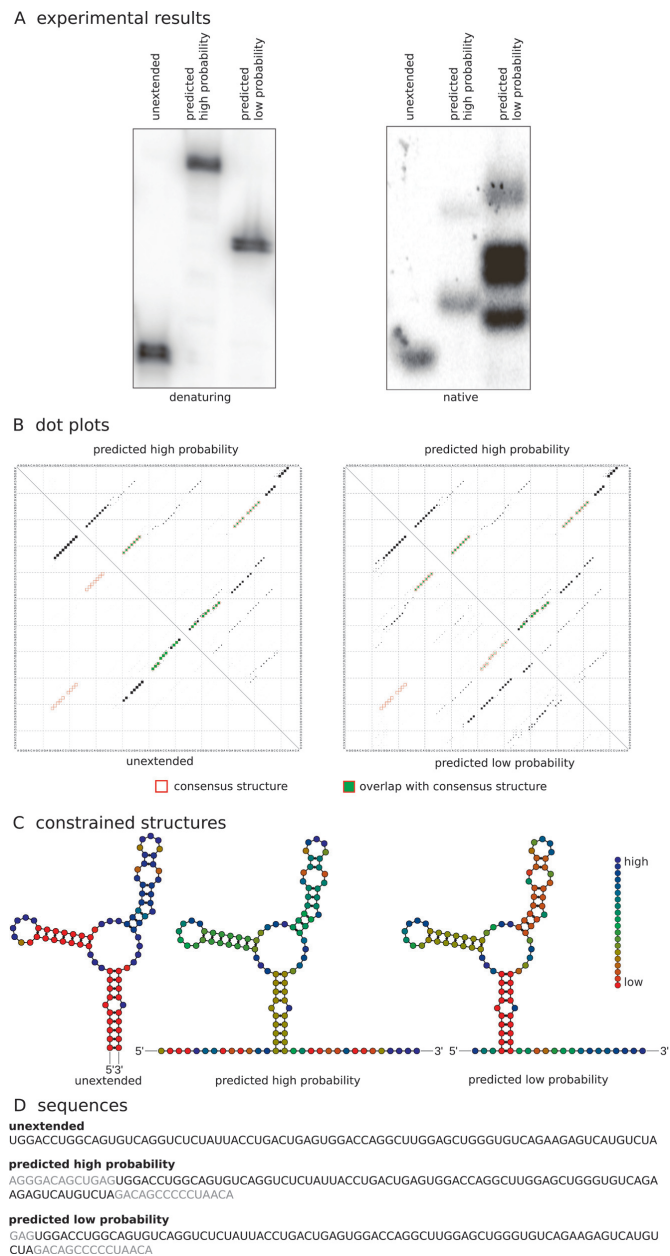 A experimental results
unextended
predicted
high probability
predicted
low probability
unextended
predicted
high probability
predicted
low probability
denaturing
native
B dot plots
predicted high probability
predicted high probability
unextended
predicted low probability
consensus structure
overlap with consensus structure
C constrained structures
high
low
5'
3'
5'
3'
5'3'
unextended
predicted high probability
predicted low probability
D sequences
unextended
UGGACCUGGCAGUGUCAGGUCUCUAUUACCUGACUGAGUGGACCAGGCUUGGAGCUGGGUGUCAGAAGAGUCAUGUCUA
predicted high probability
AGGGACAGCUGAGUGGACCUGGCAGUGUCAGGUCUCUAUUACCUGACUGAGUGGACCAGGCUUGGAGCUGGGUGUCAGA
AGAGUCAUGUCUAGACAGCCCCCUAACA
predicted low probability
GAGUGGACCUGGCAGUGUCAGGUCUCUAUUACCUGACUGAGUGGACCAGGCUUGGAGCUGGGUGUCAGAAGAGUCAUGU
CUAGACAGCCCCCUAACA